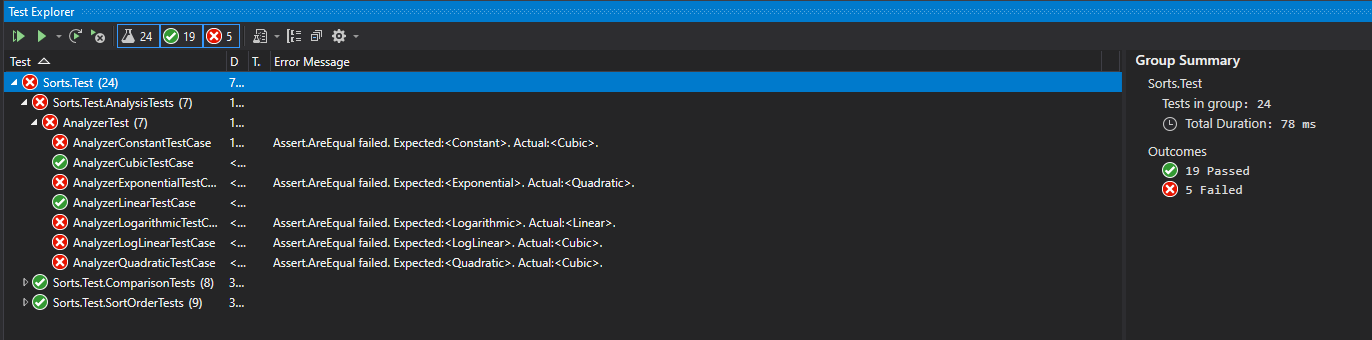 Test Explorer
24 19 5
Test D T. Error Message
Sorts.Test (24) 7...
Sorts.Test.AnalysisTests (7) 1...
AnalyzerTest (7) 1...
AnalyzerConstantTestCase 1... Assert.AreEqual failed. Expected:<Constant>. Actual:<Cubic>.
AnalyzerCubicTestCase <...
AnalyzerExponentialTestC... <... Assert.AreEqual failed. Expected:<Exponential>. Actual:<Quadratic>.
AnalyzerLinearTestCase <...
AnalyzerLogarithmicTestC... <... Assert.AreEqual failed. Expected:<Logarithmic>. Actual:<Linear>.
AnalyzerLogLinearTestCase <... Assert.AreEqual failed. Expected:<LogLinear>. Actual:<Cubic>.
AnalyzerQuadraticTestCase <... Assert.AreEqual failed. Expected:<Quadratic>. Actual:<Cubic>.
Sorts.Test.ComparisonTests (8) 3...
Sorts.Test.SortOrderTests (9) 3...
Group Summary
Sorts.Test
Tests in group: 24
Total Duration: 78 ms
Outcomes
19 Passed
5 Failed